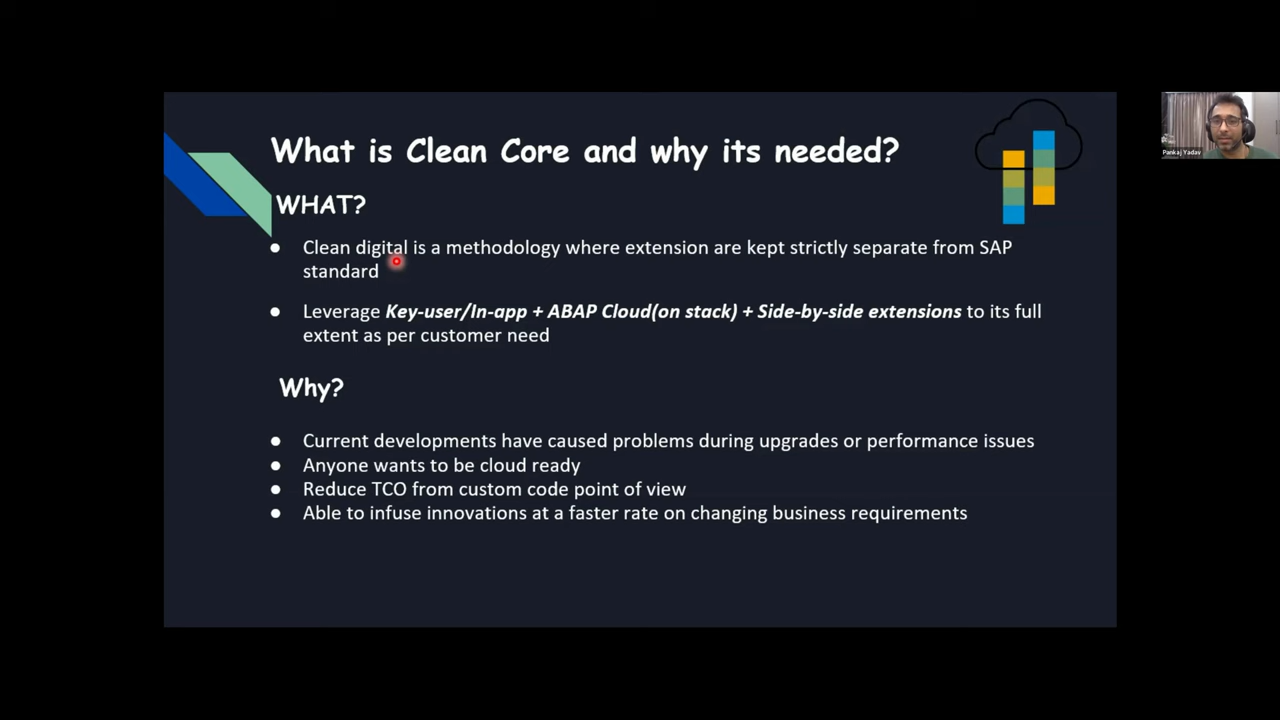 What is Clean Core and why its needed?
WHAT?
● Clean digital is a methodology where extension are kept strictly separate from SAP
standard
● Leverage Key-user/In-app + ABAP Cloud(on stack) + Side-by-side extensions to its full
extent as per customer need
Why?
● Current developments have caused problems during upgrades or performance issues
● Anyone wants to be cloud ready
● Reduce TCO from custom code point of view
● Able to infuse innovations at a faster rate on changing business requirements
Pankaj Yadav